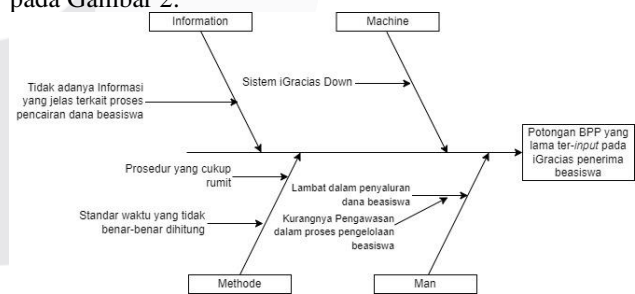 pada Gambar 2.
Information
Machine
Tidak adanya Informasi
yang jelas terkait proses
pencairan dana beasiswa
Sistem iGracias Down
Potongan BPP yang
lama ter-input pada
iGracias penerima
beasiswa
Prosedur yang cukup
rumit
Standar waktu yang tidak
benar-benar dihitung
Lambat dalam penyaluran
dana beasiswa
Kurangnya Pengawasan
dalam proses pengelolaan
beasiswa
Methode
Man